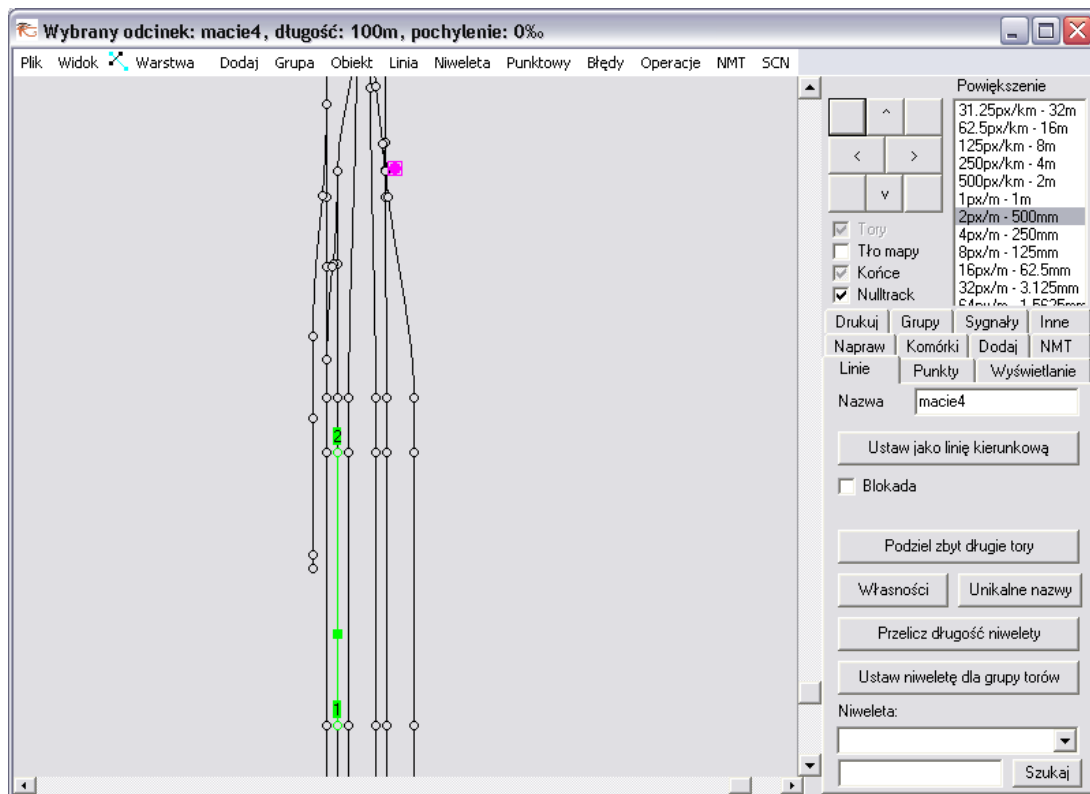 Wybrany odcinek: macie4, długość: 100m, pochylenie: 0‰
Plik Widok Warstwa Dodaj Grupa Obiekt Linia Niweleta Punktowy Błędy Operacje NMT SCN
Powiększenie
^
< >
v
31.25px/km - 32m
62.5px/km - 16m
125px/km - 8m
250px/km - 4m
500px/km - 2m
1px/m - 1m
2px/m - 500mm
4px/m - 250mm
8px/m - 125mm
16px/m - 62.5mm
32px/m - 3.125mm
64px/m - 1.5625mm
Tory
Tło mapy
Końce
Nulltrack
Drukuj Grupy Sygnały Inne
Napraw Komórki Dodaj NMT
Linie Punkty Wyświetlanie
Nazwa macie4
Ustaw jako linię kierunkową
Blokada
Podziel zbyt długie tory
Własności Unikalne nazwy
Przelicz długość niwelety
Ustaw niweletę dla grupy torów
Niweleta:
Szukaj
2
1